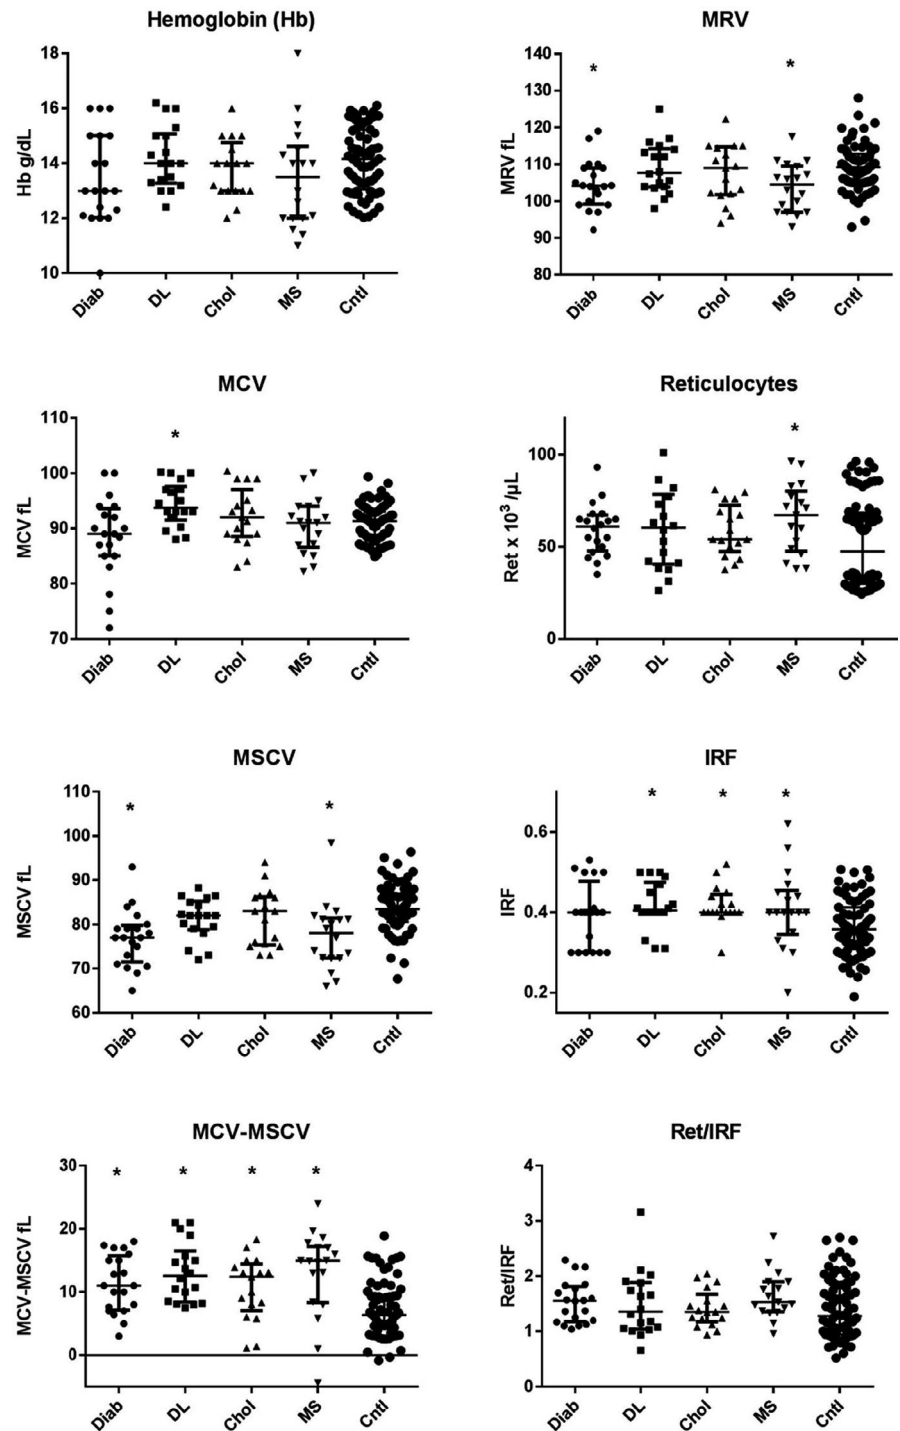 Hemoglobin (Hb)
Hb g/dL
18
16
14
12
10
Diab
DL
Chol
MS
Cntl
MRV
MRV fL
140
130
120
110
100
90
80
*
*
Diab
DL
Chol
MS
Cntl
MCV
MCV fL
110
100
90
80
70
*
Diab
DL
Chol
MS
Cntl
Reticulocytes
Ret x 10³ /µL
100
50
0
*
Diab
DL
Chol
MS
Cntl
MSCV
MSCV fL
110
100
90
80
70
60
*
*
Diab
DL
Chol
MS
Cntl
IRF
IRF
0.6
0.4
0.2
*
*
*
Diab
DL
Chol
MS
Cntl
MCV-MSCV
MCV-MSCV fL
30
20
10
0
*
*
*
*
Diab
DL
Chol
MS
Cntl
Ret/IRF
Ret/IRF
4
3
2
1
0
Diab
DL
Chol
MS
Cntl